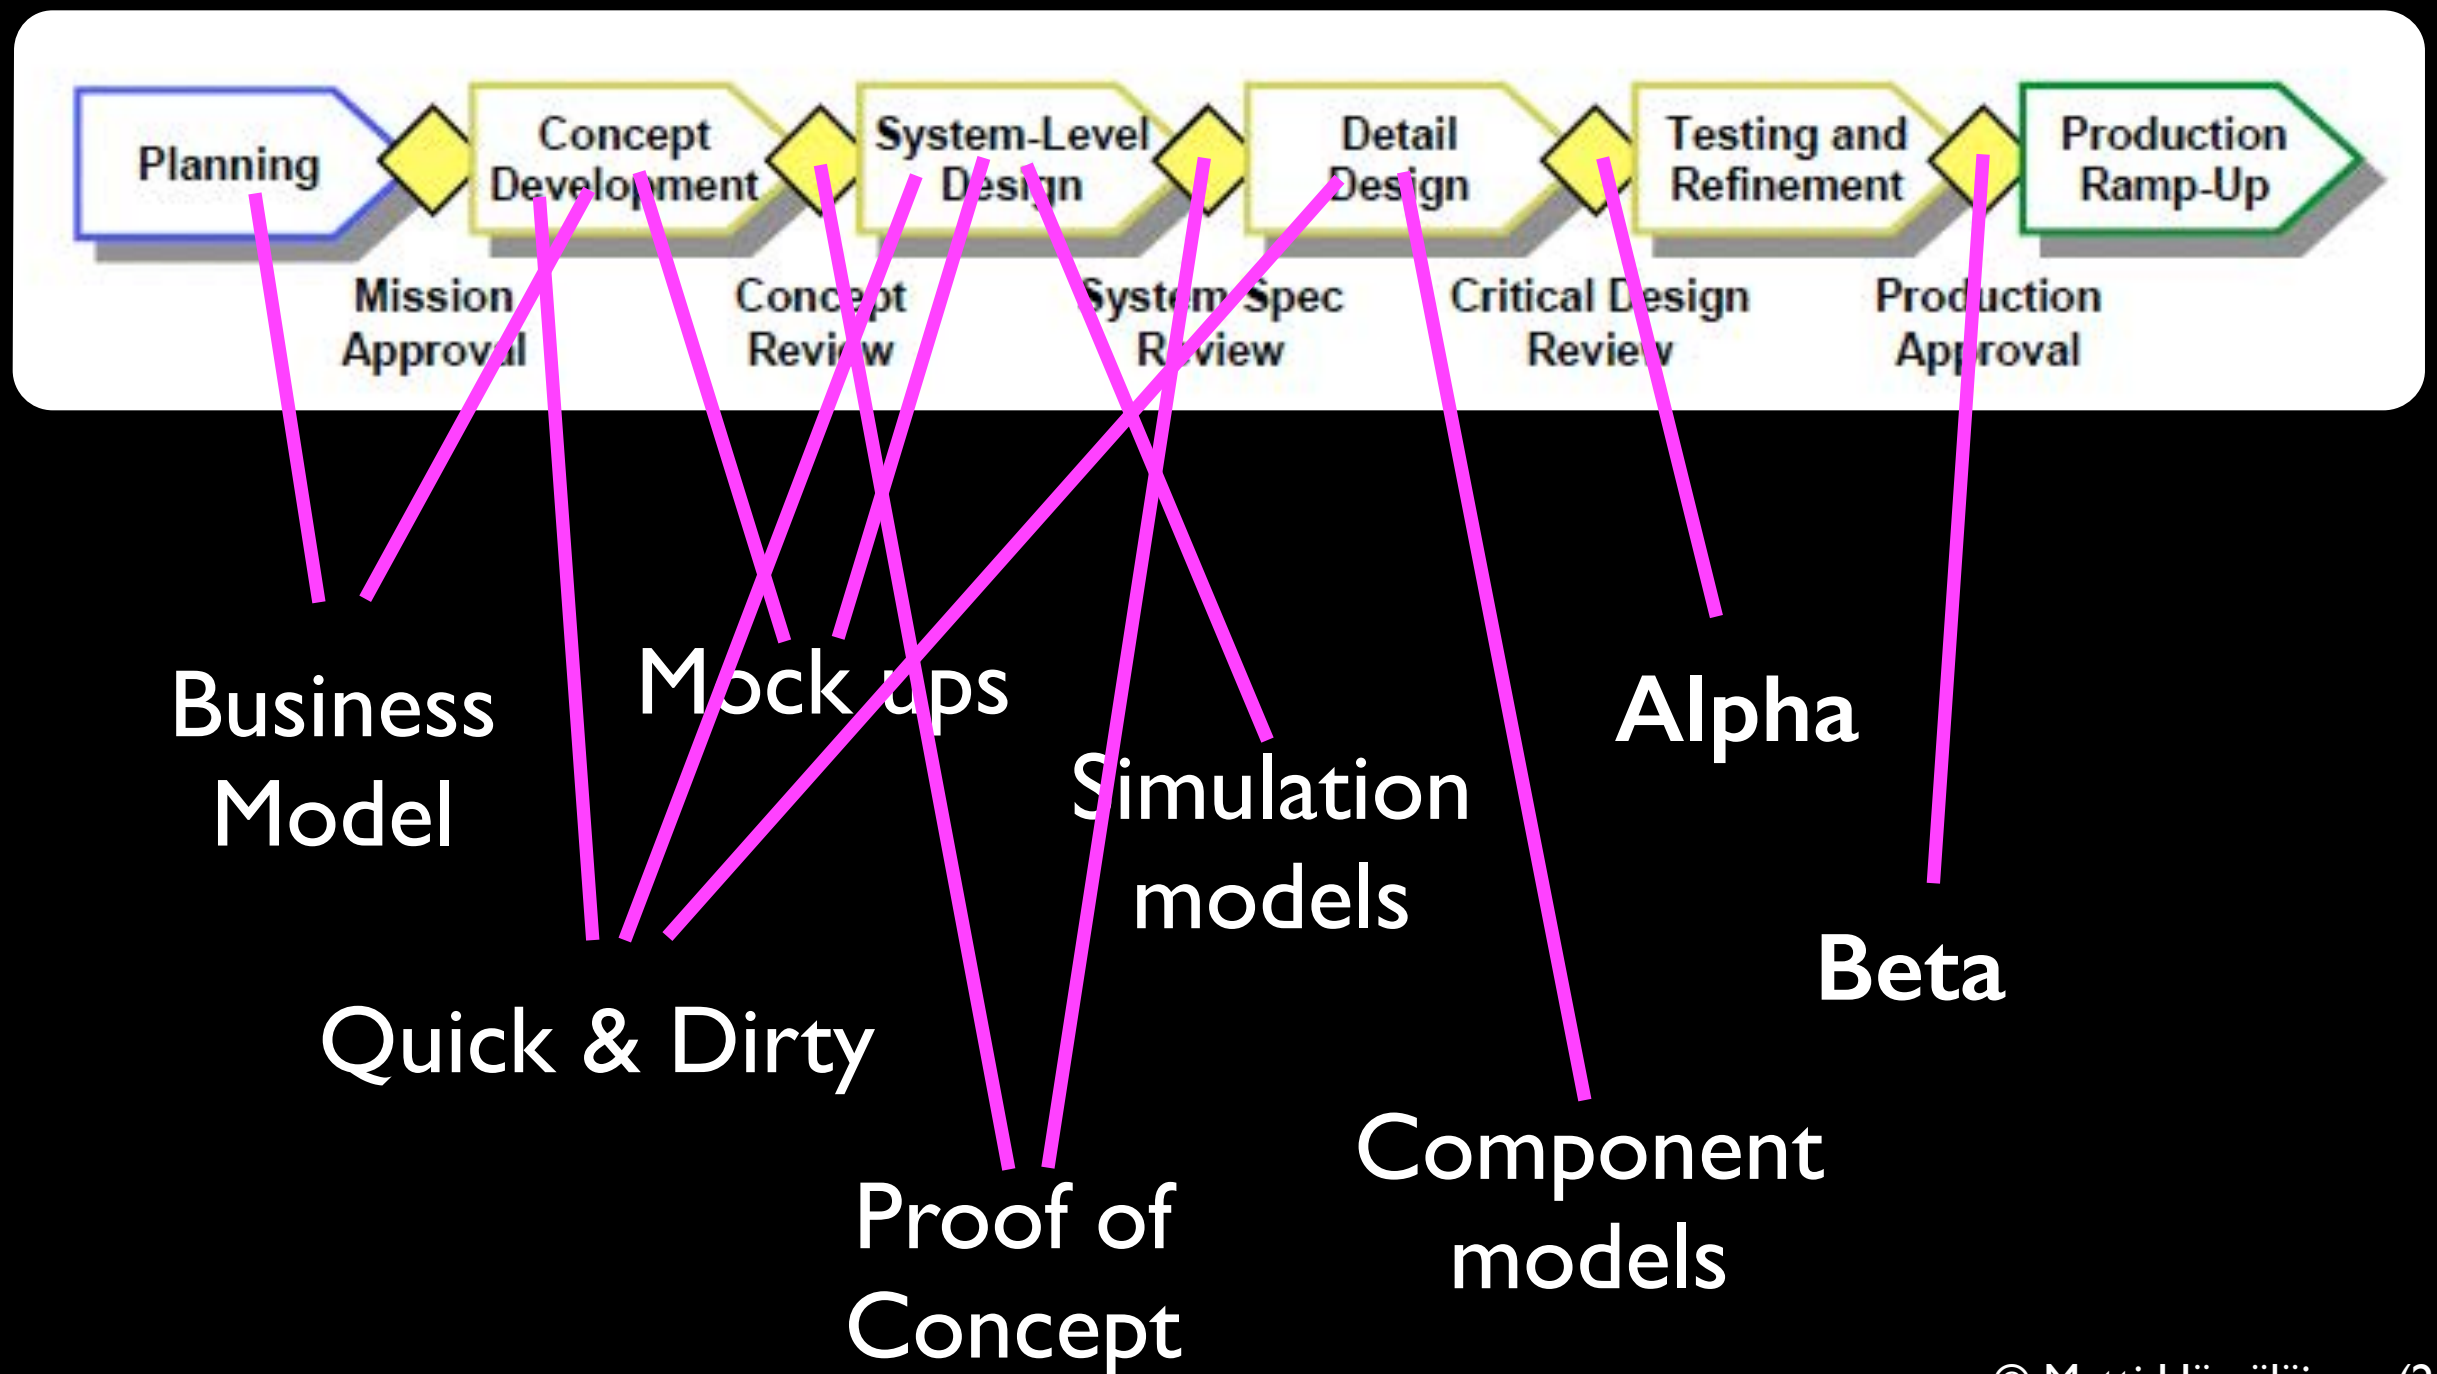 Planning
Concept
Development
System-Level
Design
Detail
Design
Testing and
Refinement
Production
Ramp-Up
Mission
Approval
Concept
Review
System Spec
Review
Critical Design
Review
Production
Approval
Business
Model
Mock ups
Simulation
models
Alpha
Beta
Quick & Dirty
Proof of
Concept
Component
models